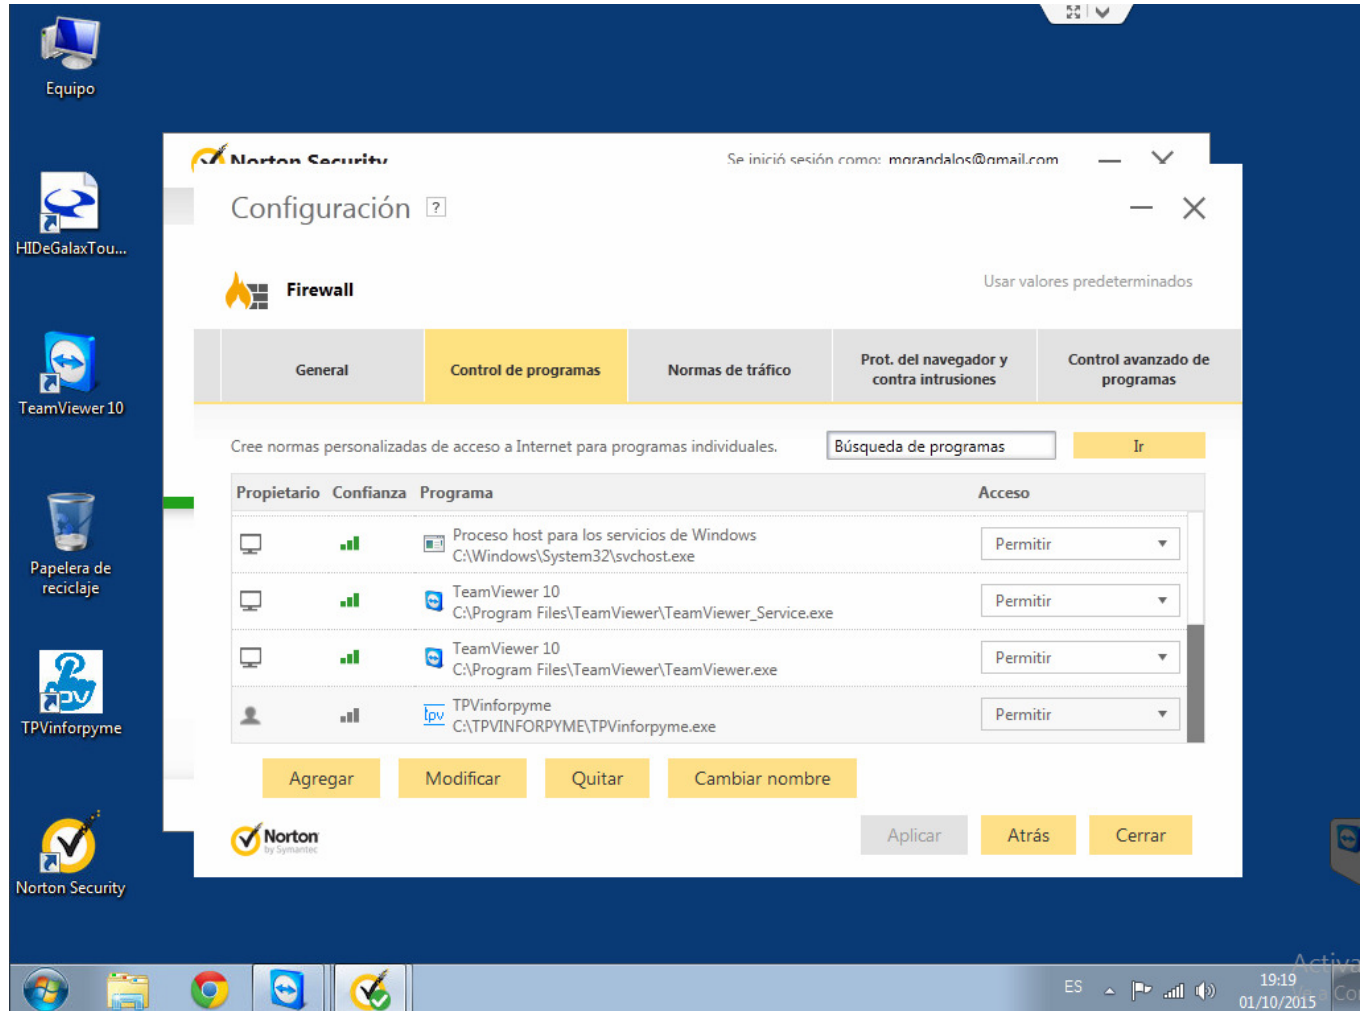 Equipo
Norton Security
Se inició sesión como: mgrandalos@gmail.com
HIDeGalaxTou...
Configuración ?
Firewall
Usar valores predeterminados
General
Control de programas
Normas de tráfico
Prot. del navegador y
contra intrusiones
Control avanzado de
programas
TeamViewer 10
Cree normas personalizadas de acceso a Internet para programas individuales.
Búsqueda de programas
Ir
Propietario Confianza Programa Acceso
Proceso host para los servicios de Windows
C:\Windows\System32\svchost.exe
Permitir
TeamViewer 10
C:\Program Files\TeamViewer\TeamViewer_Service.exe
Permitir
TeamViewer 10
C:\Program Files\TeamViewer\TeamViewer.exe
Permitir
tpv
TPVinforpyme
C:\TPVINFORPYME\TPVinforpyme.exe
Permitir
Papelera de
reciclaje
tpv
TPVinforpyme
Agregar
Modificar
Quitar
Cambiar nombre
Norton
by Symantec
Aplicar
Atrás
Cerrar
Norton Security
ES
19:19
01/10/2015